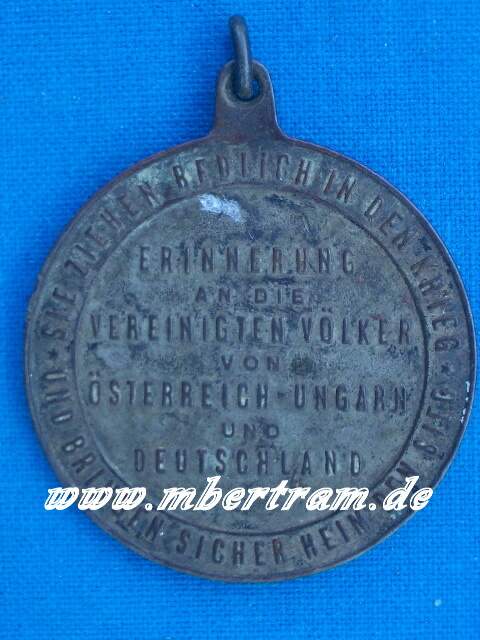 SIE ZIEHEN REDLICH IN DEN KRIEG
UND SICHER HEIM SIEG
ERINNERUNG
AN DIE
VEREINIGTEN VÖLKER
VON
ÖSTERREICH-UNGARN
UND
DEUTSCHLAND
www.mbertram.de